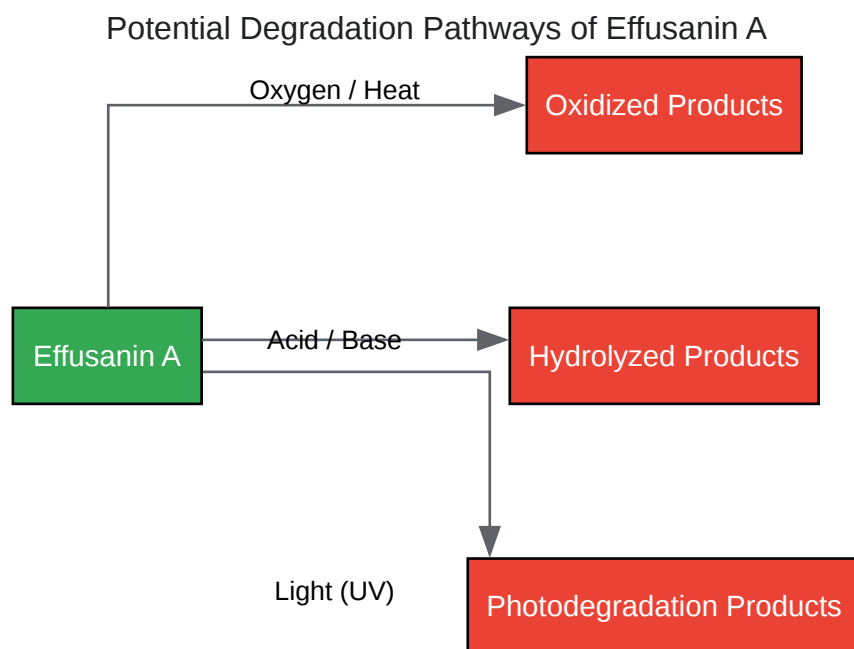 Potential Degradation Pathways of Effusanin A
Oxygen / Heat
Oxidized Products
Effusanin A
Acid / Base
Hydrolyzed Products
Light (UV)
Photodegradation Products